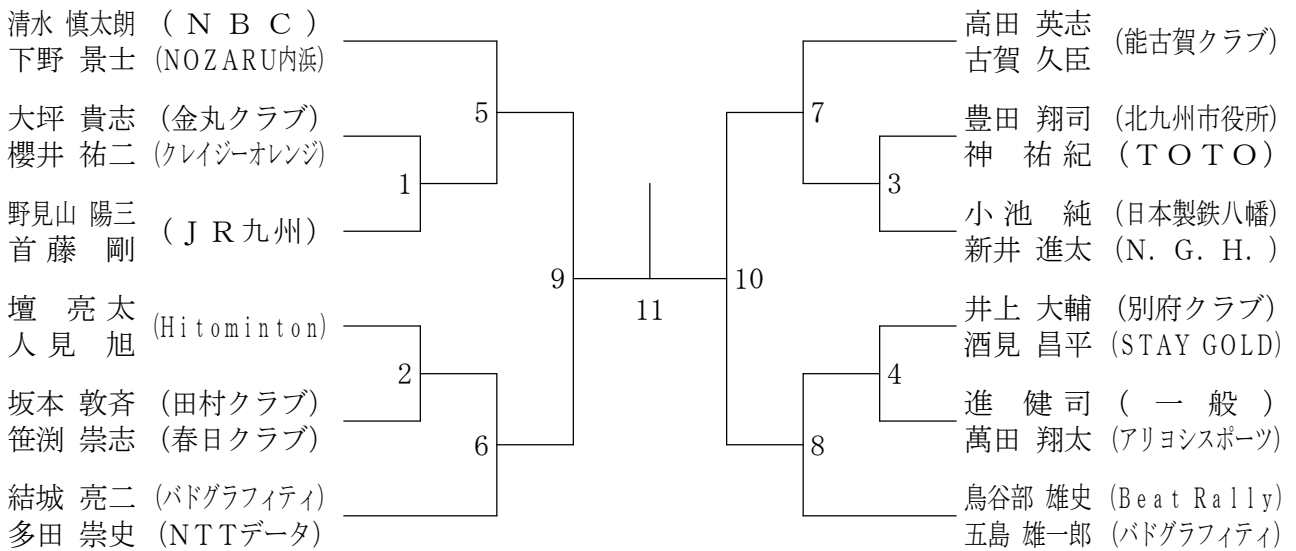 清水 慎太朗 (ＮＢＣ)
下野 景士 (NOZARU内浜)
大坪 貴志 (金丸クラブ)
櫻井 祐二 (クレイジーオレンジ)
野見山 陽三
首藤 剛
(ＪＲ九州)
壇 亮太
人見 旭
(Hitominton)
坂本 敦斉 (田村クラブ)
笹渕 崇志 (春日クラブ)
結城 亮二 (バドグラフィティ)
多田 崇史 (NTTデータ)
5
1
9
2
6
11
7
3
10
4
8
高田 英志
古賀 久臣
(能古賀クラブ)
豊田 翔司 (北九州市役所)
神 祐紀 (ＴＯＴＯ)
小池 純 (日本製鉄八幡)
新井 進太 (N. G. H.)
井上 大輔 (別府クラブ)
酒見 昌平 (STAY GOLD)
進 健司 (一般)
萬田 翔太 (アリヨシスポーツ)
鳥谷部 雄史 (Beat Rally)
五島 雄一郎 (バドグラフィティ)